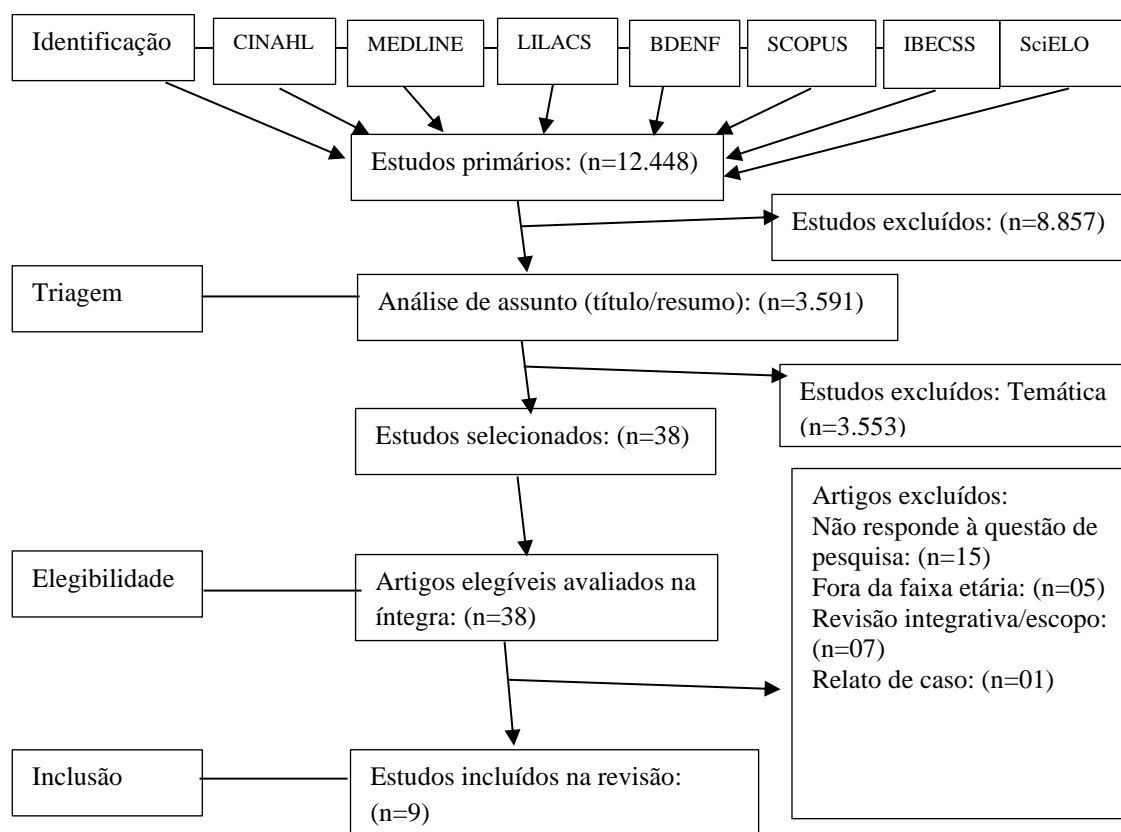 Identificação
CINAHL
MEDLINE
LILACS
BDENF
SCOPUS
IBECSS
SciELO
Estudos primários: (n=12.448)
Estudos excluídos: (n=8.857)
Triagem
Análise de assunto (título/resumo): (n=3.591)
Estudos excluídos: Temática
(n=3.553)
Estudos selecionados: (n=38)
Artigos excluídos:
Não responde à questão de
pesquisa: (n=15)
Fora da faixa etária: (n=05)
Revisão integrativa/escopo:
(n=07)
Relato de caso: (n=01)
Elegibilidade
Artigos elegíveis avaliados na
íntegra: (n=38)
Inclusão
Estudos incluídos na revisão:
(n=9)